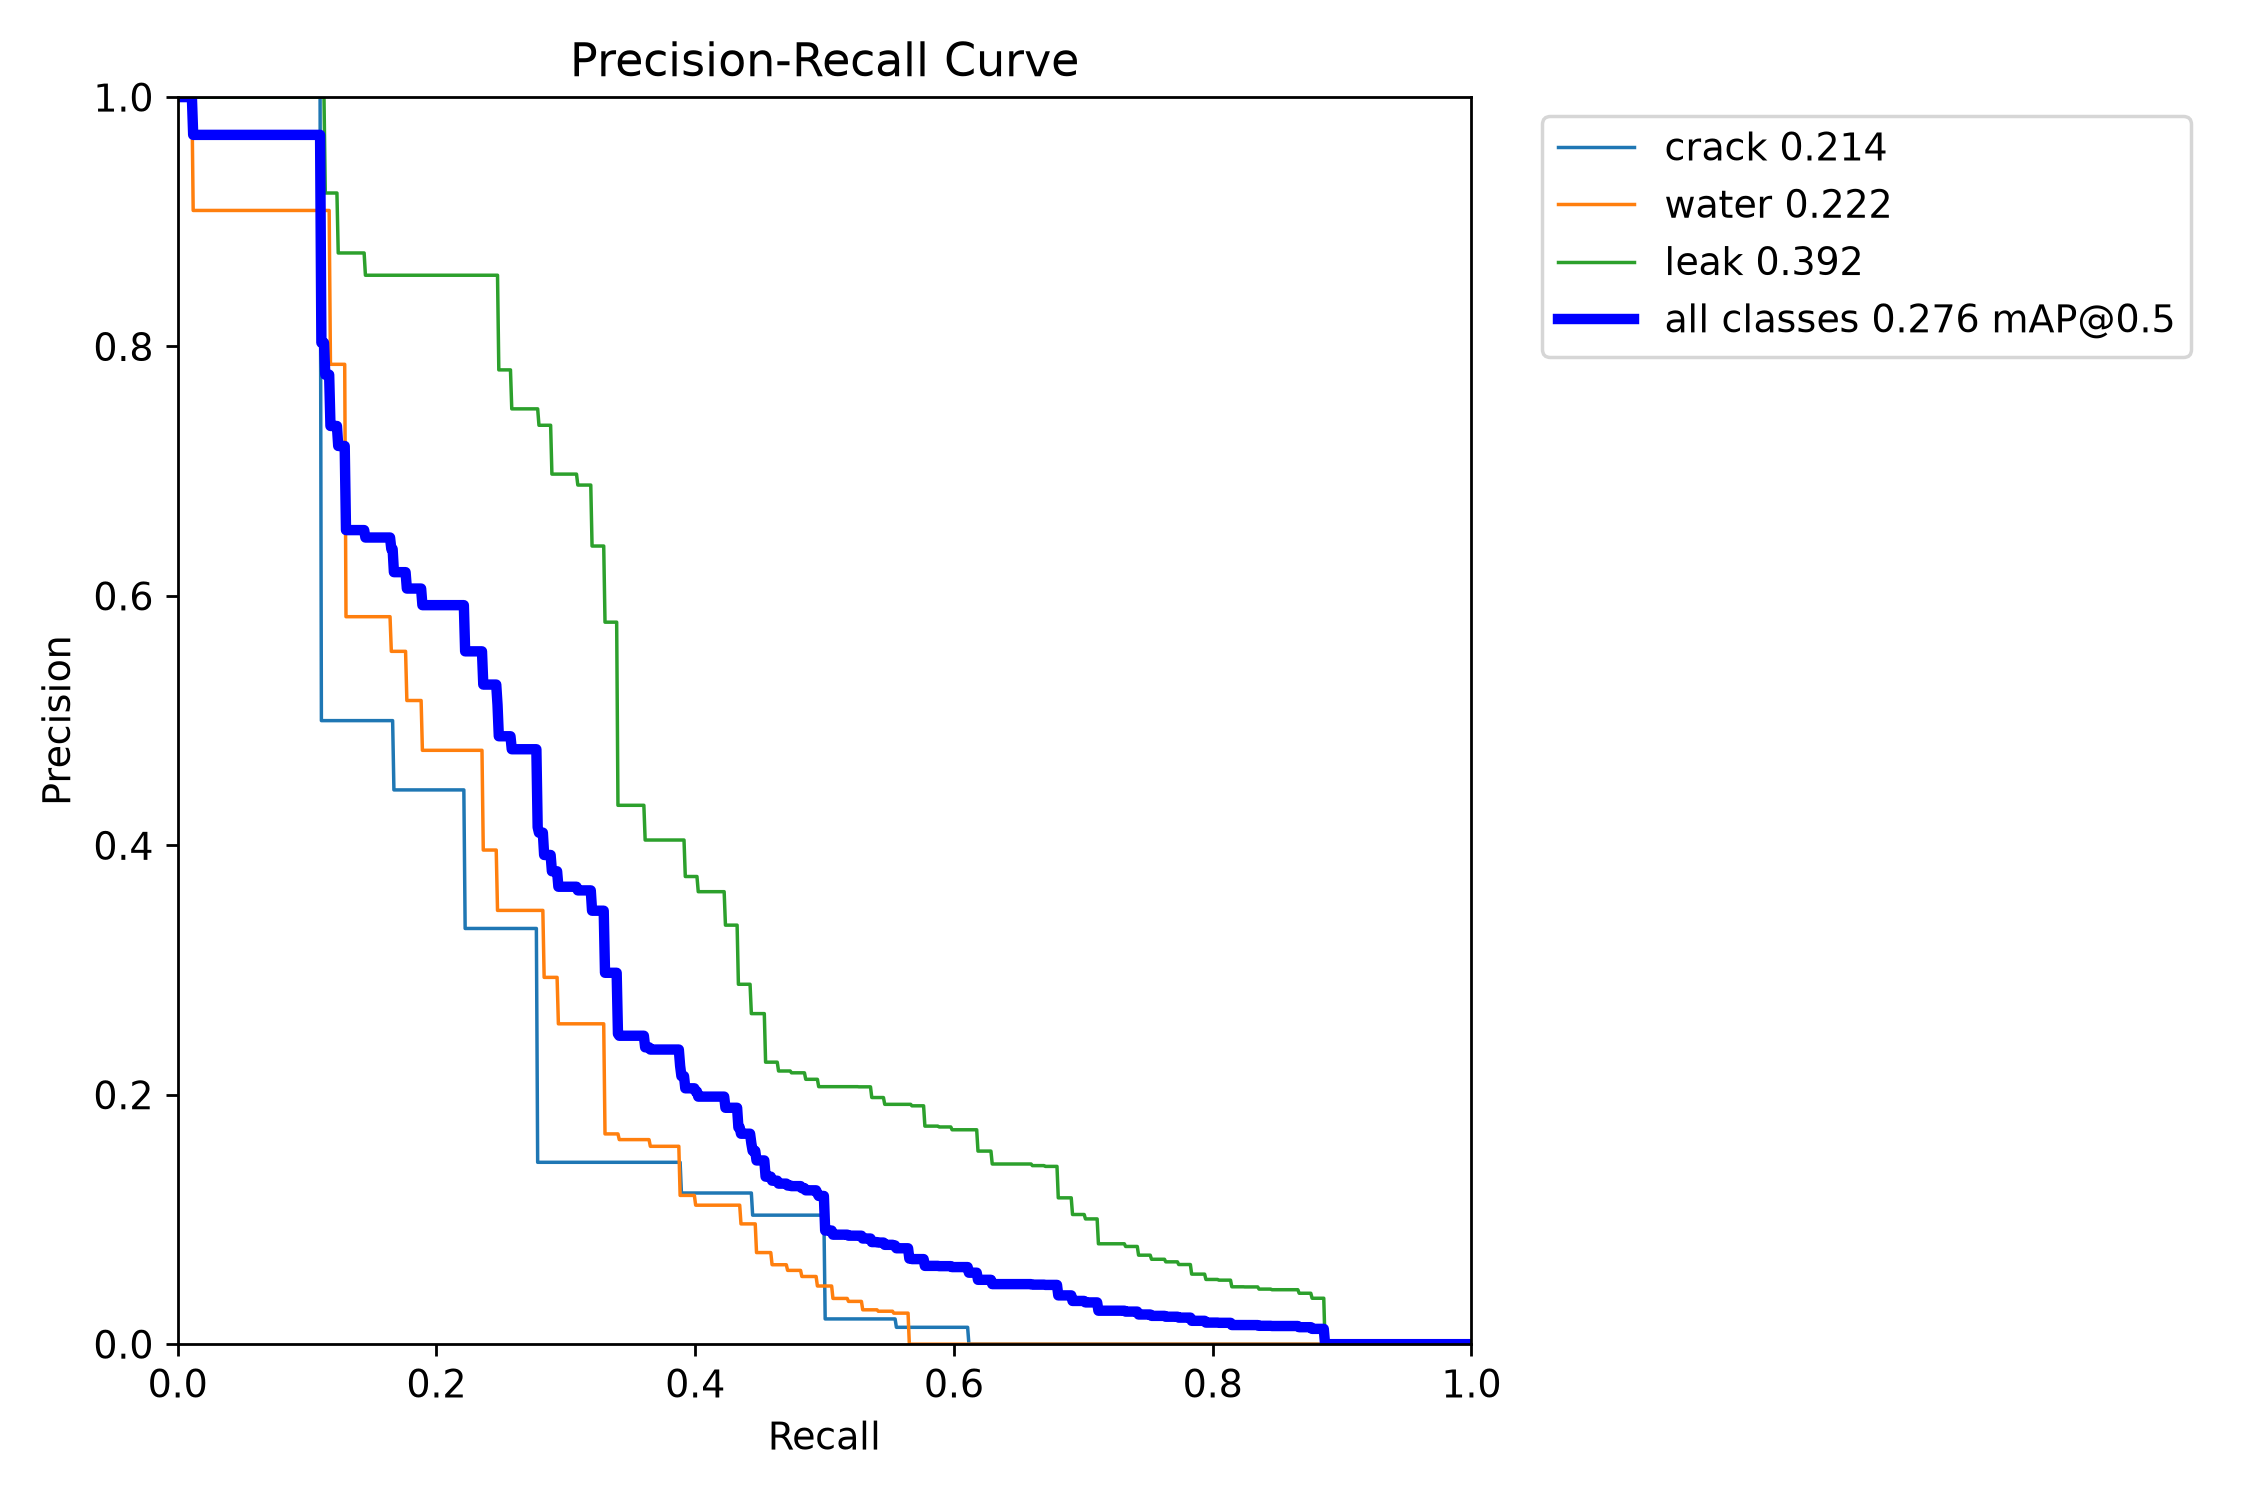 Precision-Recall Curve
crack 0.214
water 0.222
leak 0.392
all classes 0.276 mAP@0.5
Precision
1.0
0.8
0.6
0.4
0.2
0.0
0.0 0.2 0.4 0.6 0.8 1.0
Recall